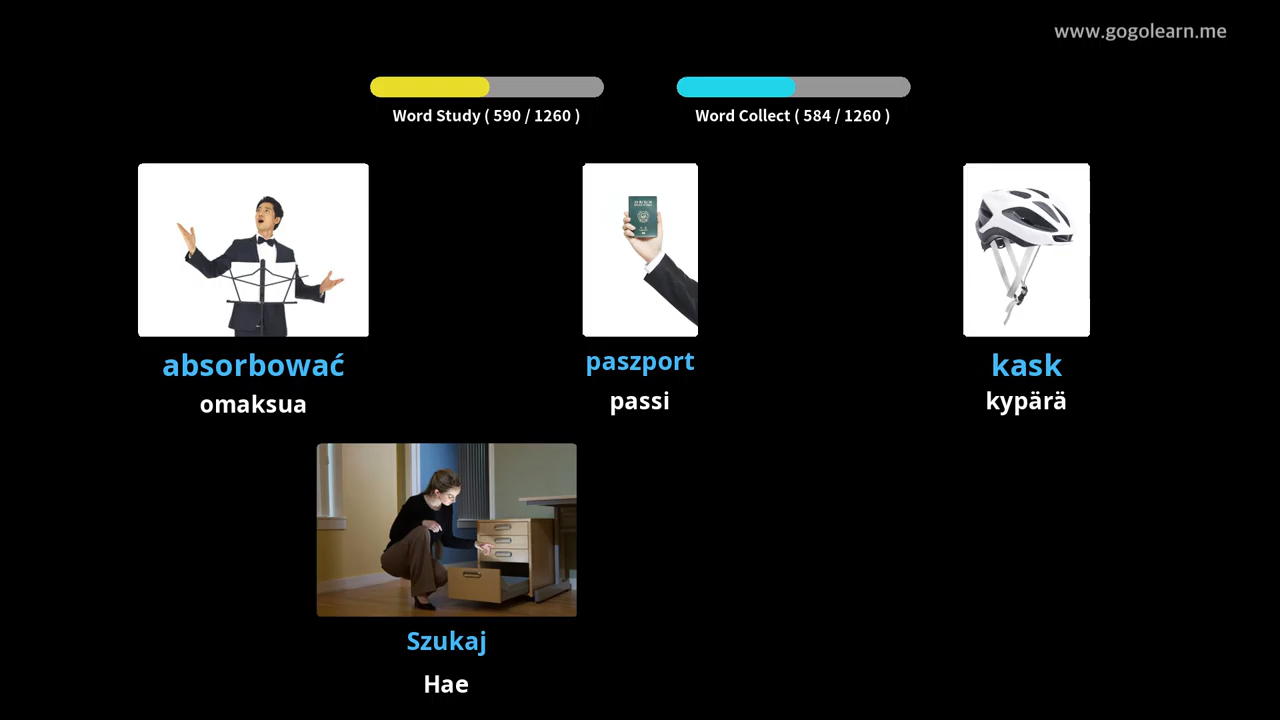 www.gogolearn.me
Word Study ( 590 / 1260 )
Word Collect ( 584 / 1260 )
absorbować
omaksua
paszport
passi
kask
kypärä
Szukaj
Hae